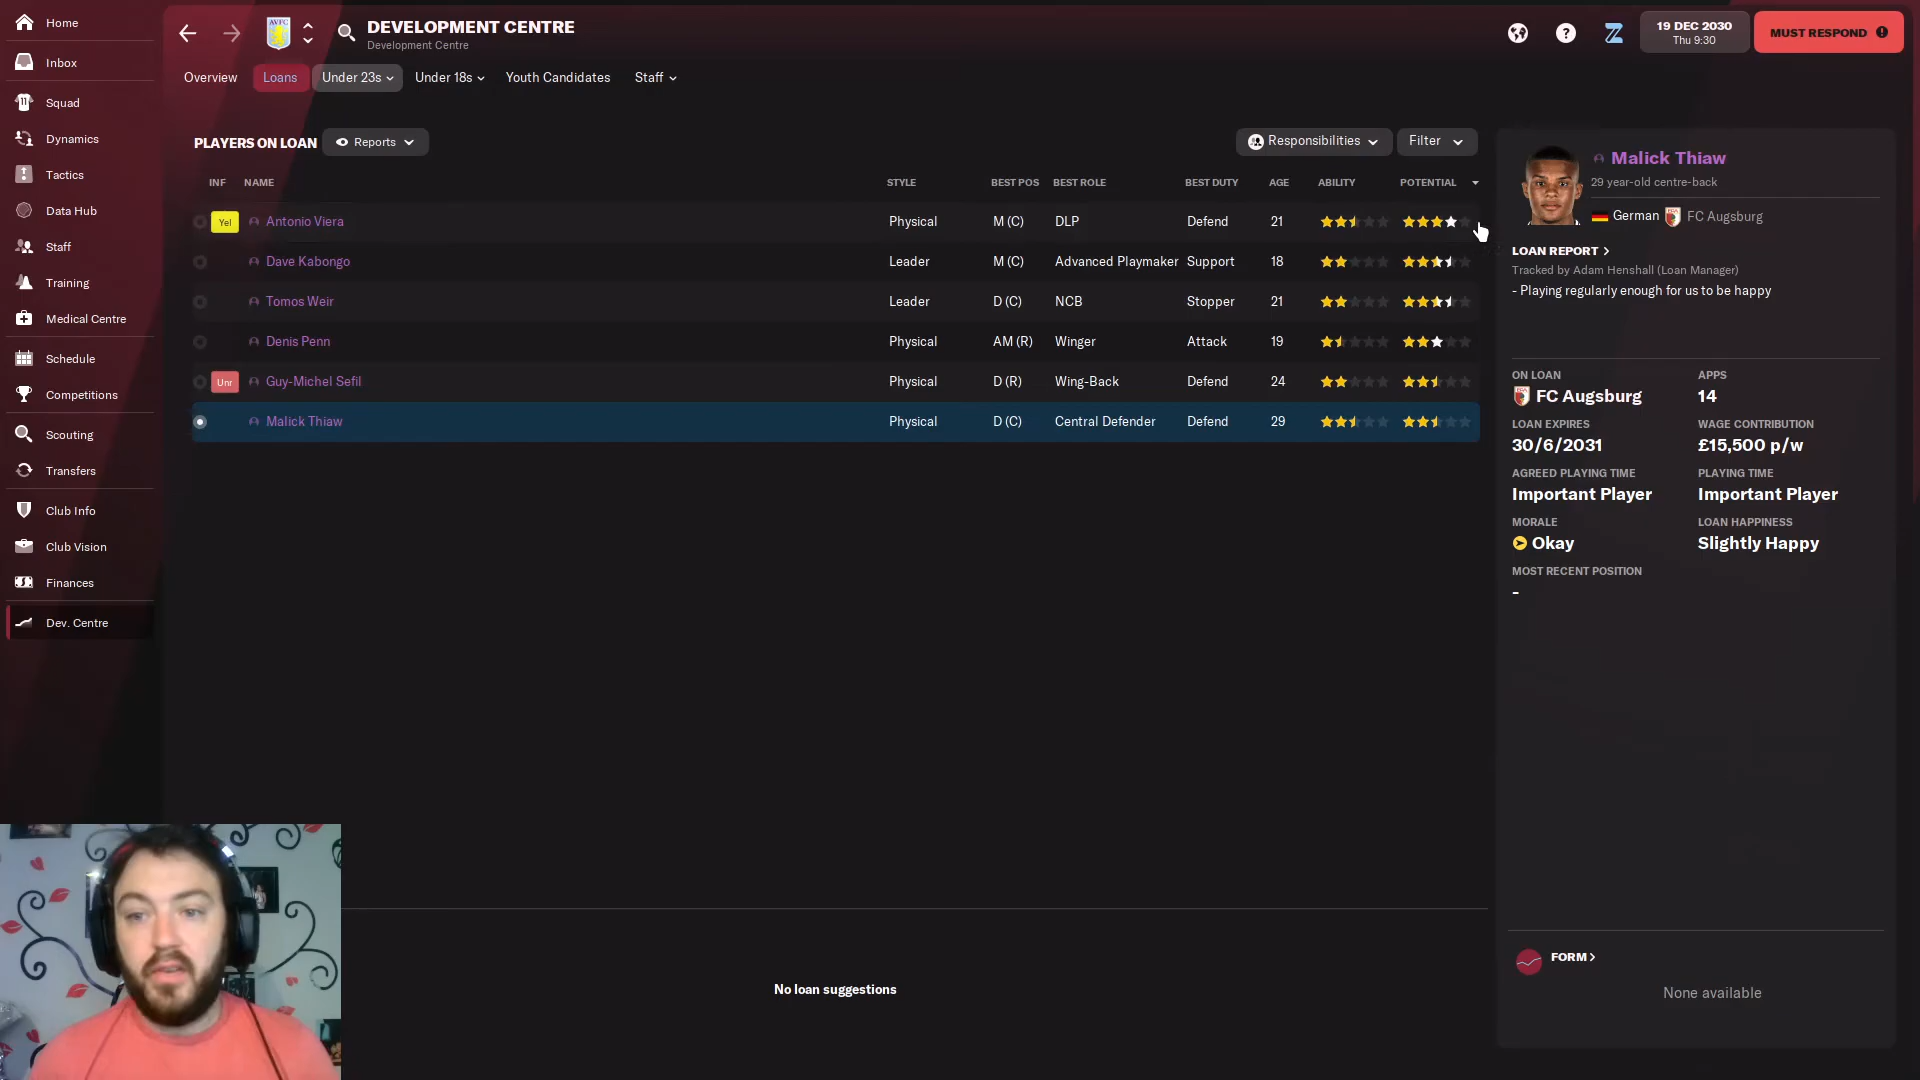 Home
Inbox
Squad
Dynamics
Tactics
Data Hub
Staff
Training
Medical Centre
Schedule
Competitions
Scouting
Transfers
Club Info
Club Vision
Finances
Dev. Centre
AVFC
DEVELOPMENT CENTRE
Development Centre
19 DEC 2030
Thu 9:30
MUST RESPOND
Overview Loans Under 23s Under 18s Youth Candidates Staff
PLAYERS ON LOAN Reports Responsibilities Filter
INF NAME STYLE BEST POS BEST ROLE BEST DUTY AGE ABILITY POTENTIAL
Yel Antonio Viera Physical M (C) DLP Defend 21
Dave Kabongo Leader M (C) Advanced Playmaker Support 18
Tomos Weir Leader D (C) NCB Stopper 21
Denis Penn Physical AM (R) Winger Attack 19
Unr Guy-Michel Sefil Physical D (R) Wing-Back Defend 24
Malick Thiaw Physical D (C) Central Defender Defend 29
No loan suggestions
Malick Thiaw
29 year-old centre-back
German FC Augsburg
LOAN REPORT >
Tracked by Adam Henshall (Loan Manager)
- Playing regularly enough for us to be happy
ON LOAN APPS
FC Augsburg 14
LOAN EXPIRES WAGE CONTRIBUTION
30/6/2031 £15,500 p/w
AGREED PLAYING TIME PLAYING TIME
Important Player Important Player
MORALE LOAN HAPPINESS
Okay Slightly Happy
MOST RECENT POSITION
-
FORM >
None available